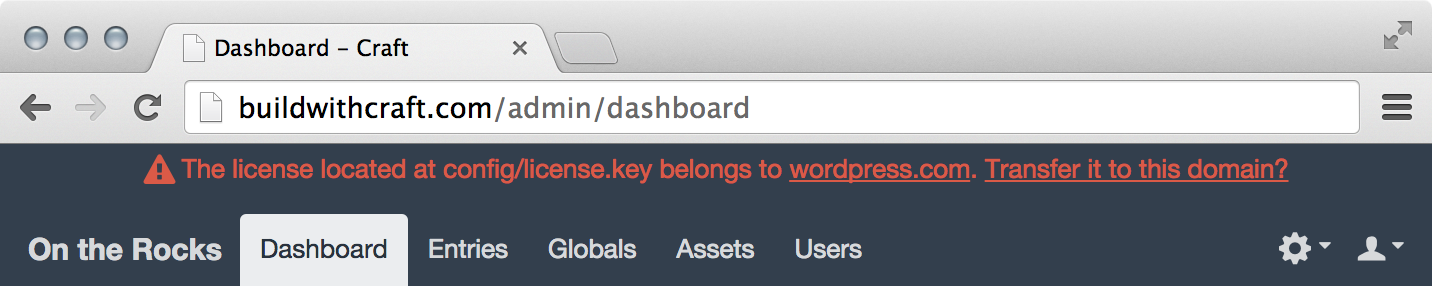 Dashboard – Craft
buildwithcraft.com/admin/dashboard
The license located at config/license.key belongs to wordpress.com. Transfer it to this domain?
On the Rocks Dashboard Entries Globals Assets Users